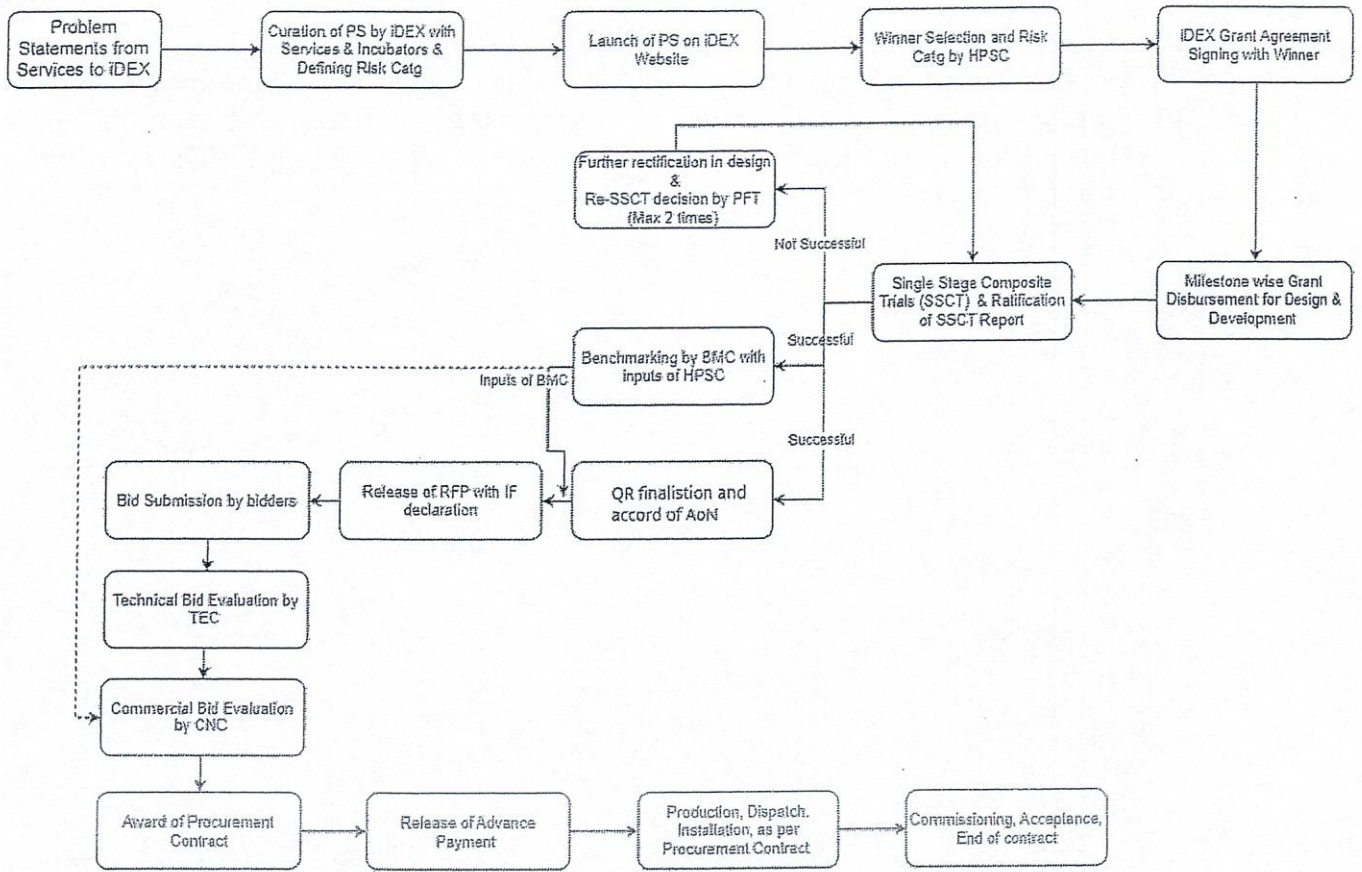 Problem
Statements from
Services to iDEX
Curation of PS by iDEX with
Services & Incubators &
Defining Risk Catg
Launch of PS on iDEX
Website
Winner Selection and Risk
Catg by HPSC
iDEX Grant Agreement
Signing with Winner
Further rectification in design
&
Re-SSCT decision by PFT
(Max 2 times)
Not Successful
Single Stage Composite
Trials (SSCT) & Ratification
of SSCT Report
Milestone wise Grant
Disbursement for Design &
Development
Successful
Benchmarking by BMC with
inputs of HPSC
Inputs of BMC
Successful
Bid Submission by bidders
Release of RFP with IF
declaration
QR finalistion and
accord of AoN
Technical Bid Evaluation by
TEC
Commercial Bid Evaluation
by CNC
Award of Procurement
Contract
Release of Advance
Payment
Production, Dispatch,
Installation, as per
Procurement Contract
Commissioning, Acceptance,
End of contract